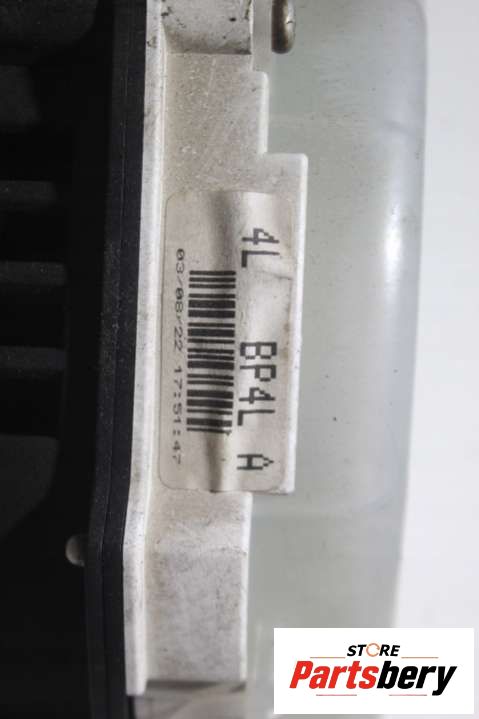 4L BP4L A
03/08/22 17:51:47
STORE
Partsbery